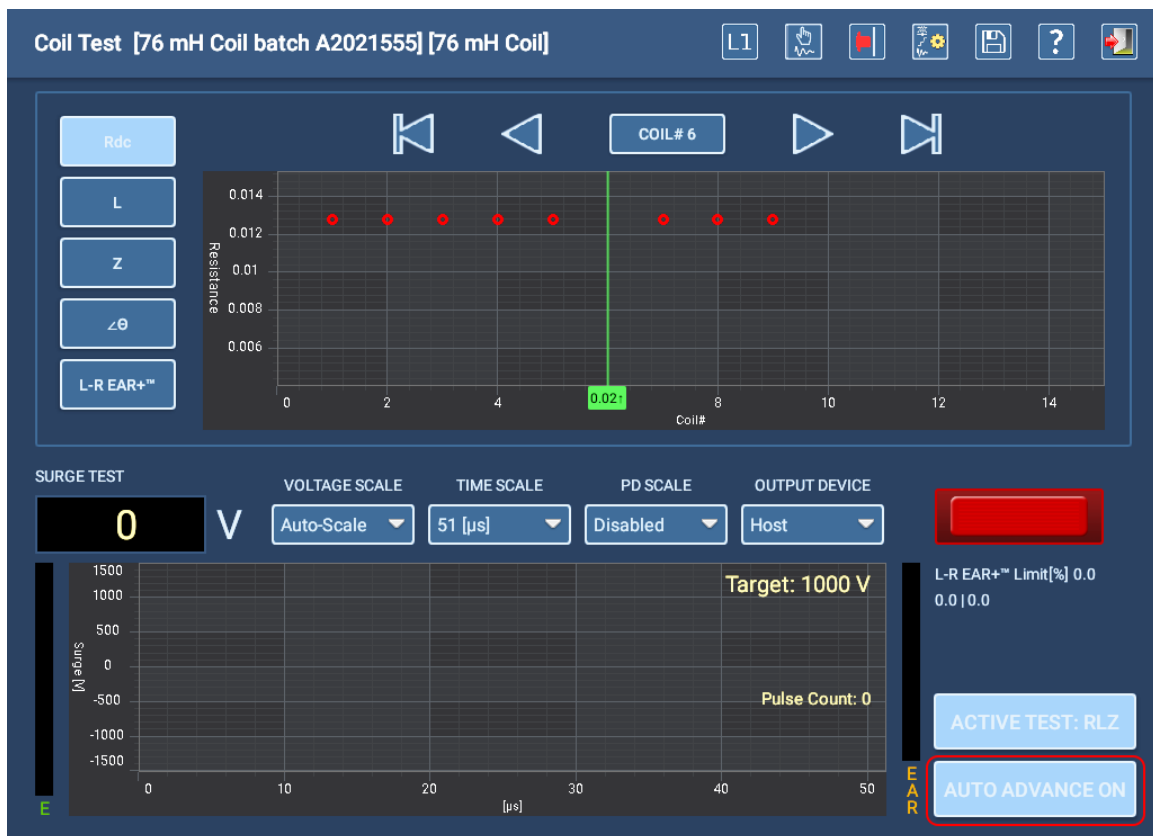 Coil Test [76 mH Coil batch A2021555] [76 mH Coil]
L1
?
Rdc
L
Z
∠θ
L-R EAR+™
COIL# 6
0.014
0.012
0.01
0.008
0.006
Resistance
0 2 4 0.02↑ 8 10 12 14
Coil#
SURGE TEST
0 V
VOLTAGE SCALE TIME SCALE PD SCALE OUTPUT DEVICE
Auto-Scale 51 [µs] Disabled Host
L-R EAR+™ Limit[%] 0.0
0.0 | 0.0
1500
1000
500
0
-500
-1000
-1500
Surge [V]
Target: 1000 V
Pulse Count: 0
0 10 20 30 40 50
[µs]
E
EAR
ACTIVE TEST: RLZ
AUTO ADVANCE ON